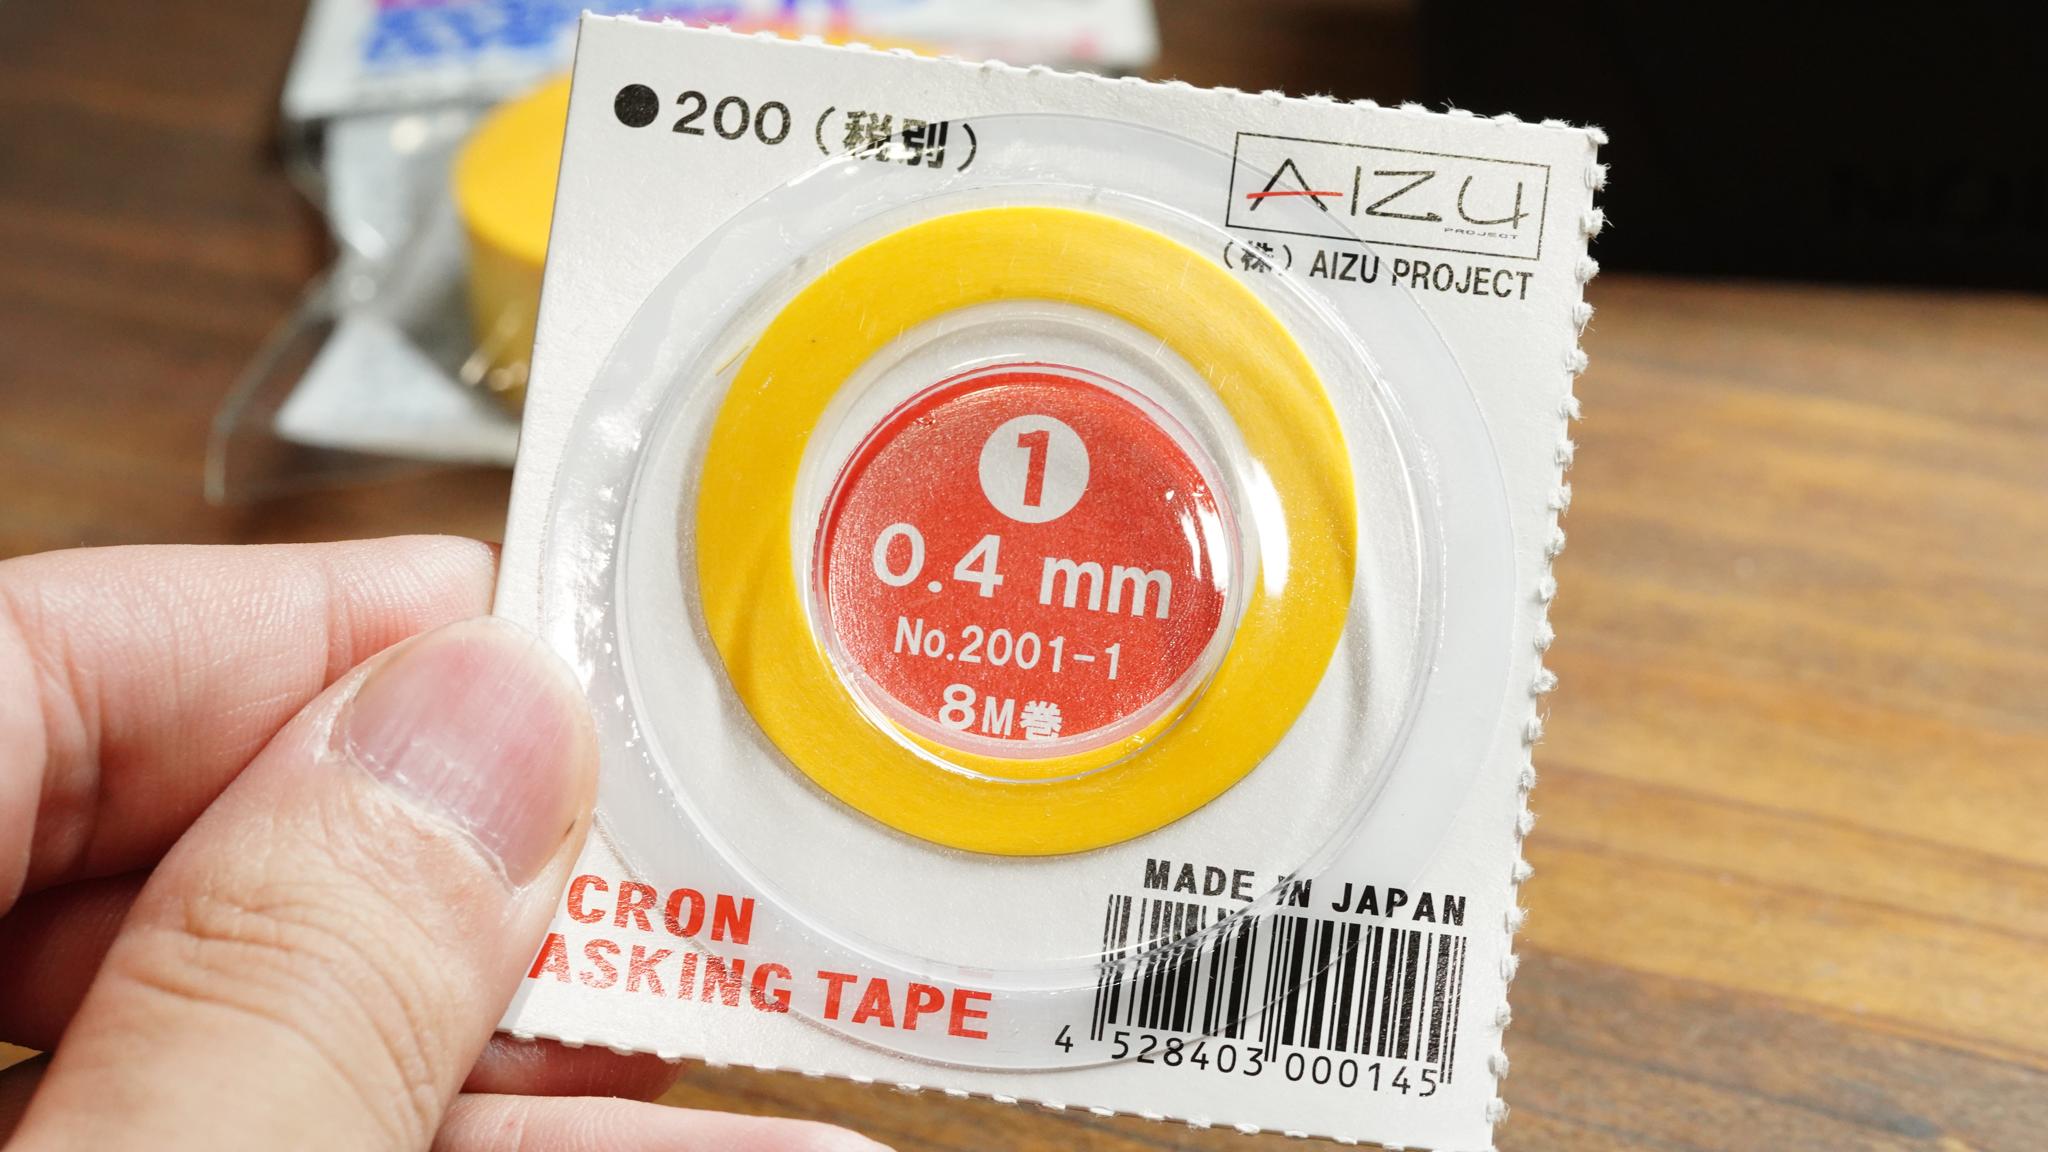 ●200（税別）
AIZU
PROJECT
（株）AIZU PROJECT
1
0.4 mm
No.2001-1
8M巻
CRON
ASKING TAPE
MADE IN JAPAN
4 528403 000145